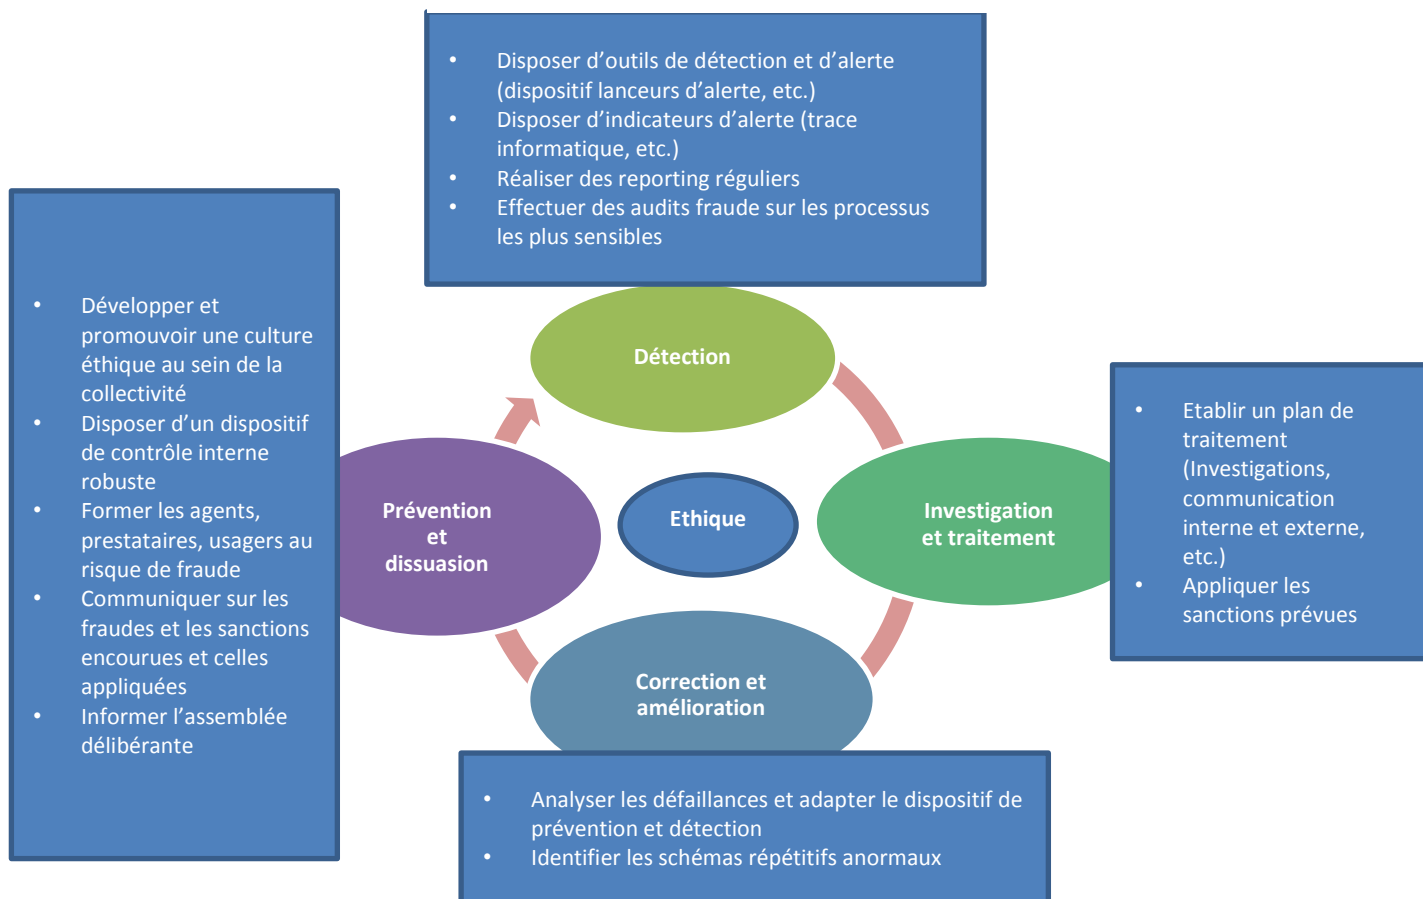 • Disposer d’outils de détection et d’alerte
(dispositif lanceurs d’alerte, etc.)
• Disposer d’indicateurs d’alerte (trace
informatique, etc.)
• Réaliser des reporting réguliers
• Effectuer des audits fraude sur les processus
les plus sensibles
• Développer et
promouvoir une culture
éthique au sein de la
collectivité
• Disposer d’un dispositif
de contrôle interne
robuste
• Former les agents,
prestataires, usagers au
risque de fraude
• Communiquer sur les
fraudes et les sanctions
encourues et celles
appliquées
• Informer l’assemblée
délibérante
Détection
Prévention
et
dissuasion
Ethique
Investigation
et traitement
• Etablir un plan de
traitement
(Investigations,
communication
interne et externe,
etc.)
• Appliquer les
sanctions prévues
Correction et
amélioration
• Analyser les défaillances et adapter le dispositif de
prévention et détection
• Identifier les schémas répétitifs anormaux